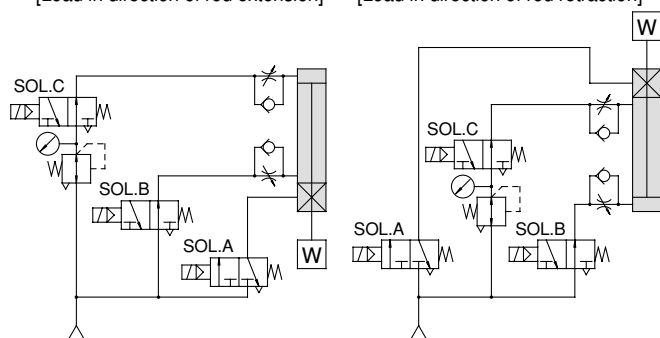 [Load in direction of rod extension]
[Load in direction of rod retraction]
W
SOL.C
SOL.C
SOL.B
SOL.A
SOL.A
SOL.B
W